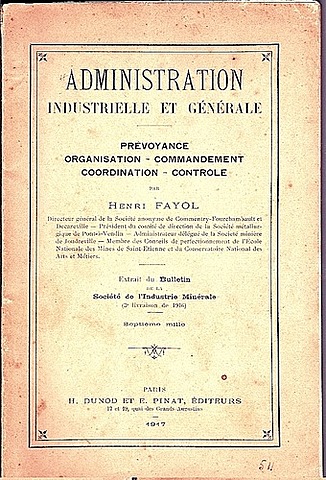 ADMINISTRATION
INDUSTRIELLE ET GÉNÉRALE
PRÉVOYANCE
ORGANISATION - COMMANDEMENT
COORDINATION - CONTROLE
PAR
HENRI FAYOL
Directeur général de la Société anonyme de Commentry-Fourchambault et
Decazeville — Président du comité de direction de la Société métallur-
gique de Pont-à-Vendin — Administrateur délégué de la Société minière
de Joudreville — Membre des Conseils de perfectionnement de l'École
Nationale des Mines de Saint-Étienne et du Conservatoire National des
Arts et Métiers.
Extrait du Bulletin
DE LA
Société de l'Industrie Minérale
(3e livraison de 1916)
Septième mille
PARIS
H. DUNOD ET E. PINAT, ÉDITEURS
47 et 49, quai des Grands-Augustins
1917